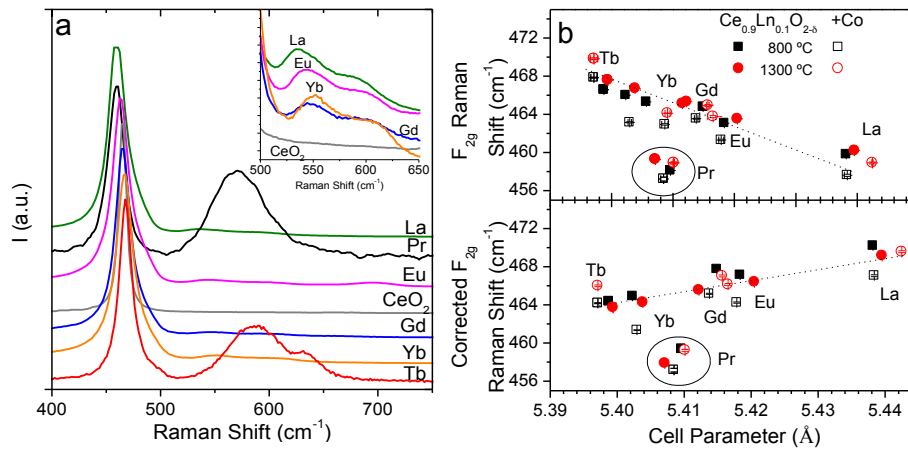 a
La
Eu
Yb
Gd
CeO2
500 550 600 650
Raman Shift (cm-1)
La
Pr
Eu
CeO2
Gd
Yb
Tb
I (a.u.)
400 500 600 700
Raman Shift (cm-1)
b
Ce0.9Ln0.1O2-δ +Co
800 ºC
1300 ºC
472
468
464
460
456
F2g Raman
Shift (cm-1)
Tb
Yb
Gd
Eu
La
Pr
472
468
464
460
456
Corrected F2g
Raman Shift (cm-1)
Tb
Yb
Gd
Eu
La
Pr
5.39 5.40 5.41 5.42 5.43 5.44
Cell Parameter (Å)